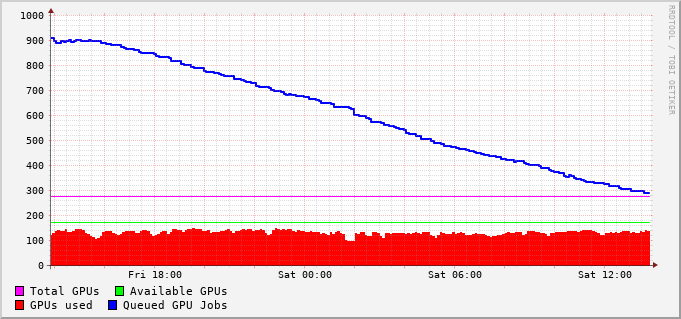 1000
900
800
700
600
500
400
300
200
100
0
Fri 18:00 Sat 00:00 Sat 06:00 Sat 12:00
Total GPUs Available GPUs
GPUs used Queued GPU Jobs
RRDTOOL / TOBI OETIKER